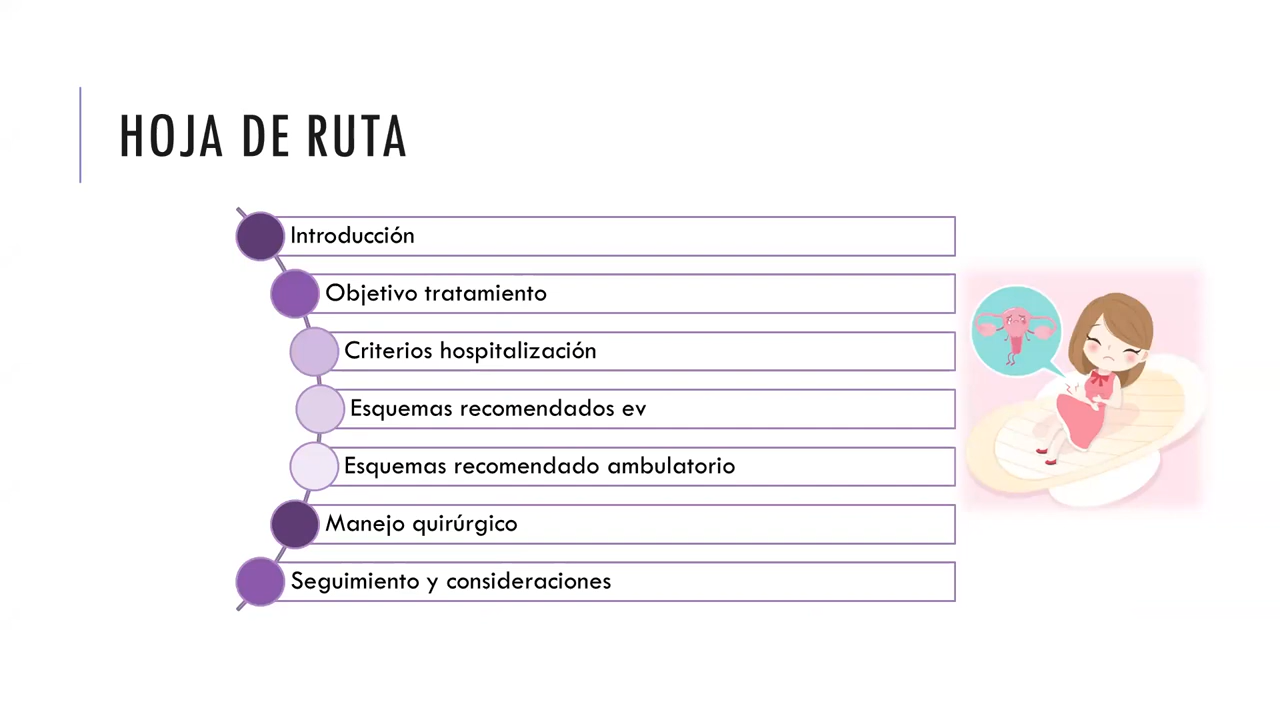 HOJA DE RUTA
Introducción
Objetivo tratamiento
Criterios hospitalización
Esquemas recomendados ev
Esquemas recomendado ambulatorio
Manejo quirúrgico
Seguimiento y consideraciones